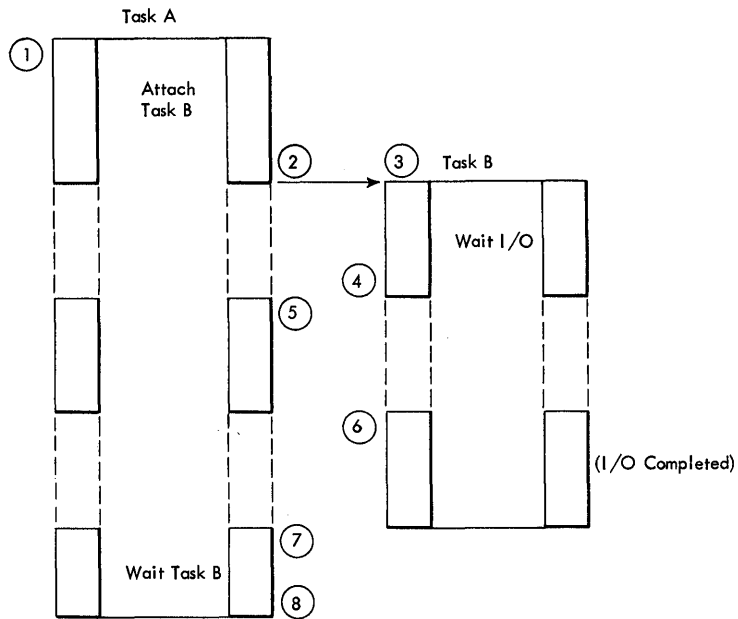 Task A
1
Attach
Task B
2
3
Task B
Wait I/O
4
5
6
(I/O Completed)
7
Wait Task B
8